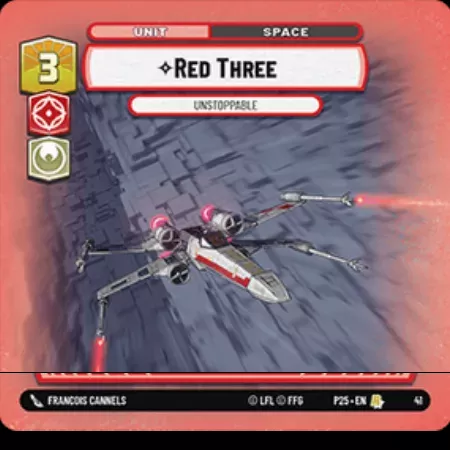 UNIT SPACE
3
RED THREE
UNSTOPPABLE
FRANCOIS CANNELS © LFL © FFG P25 • EN 41